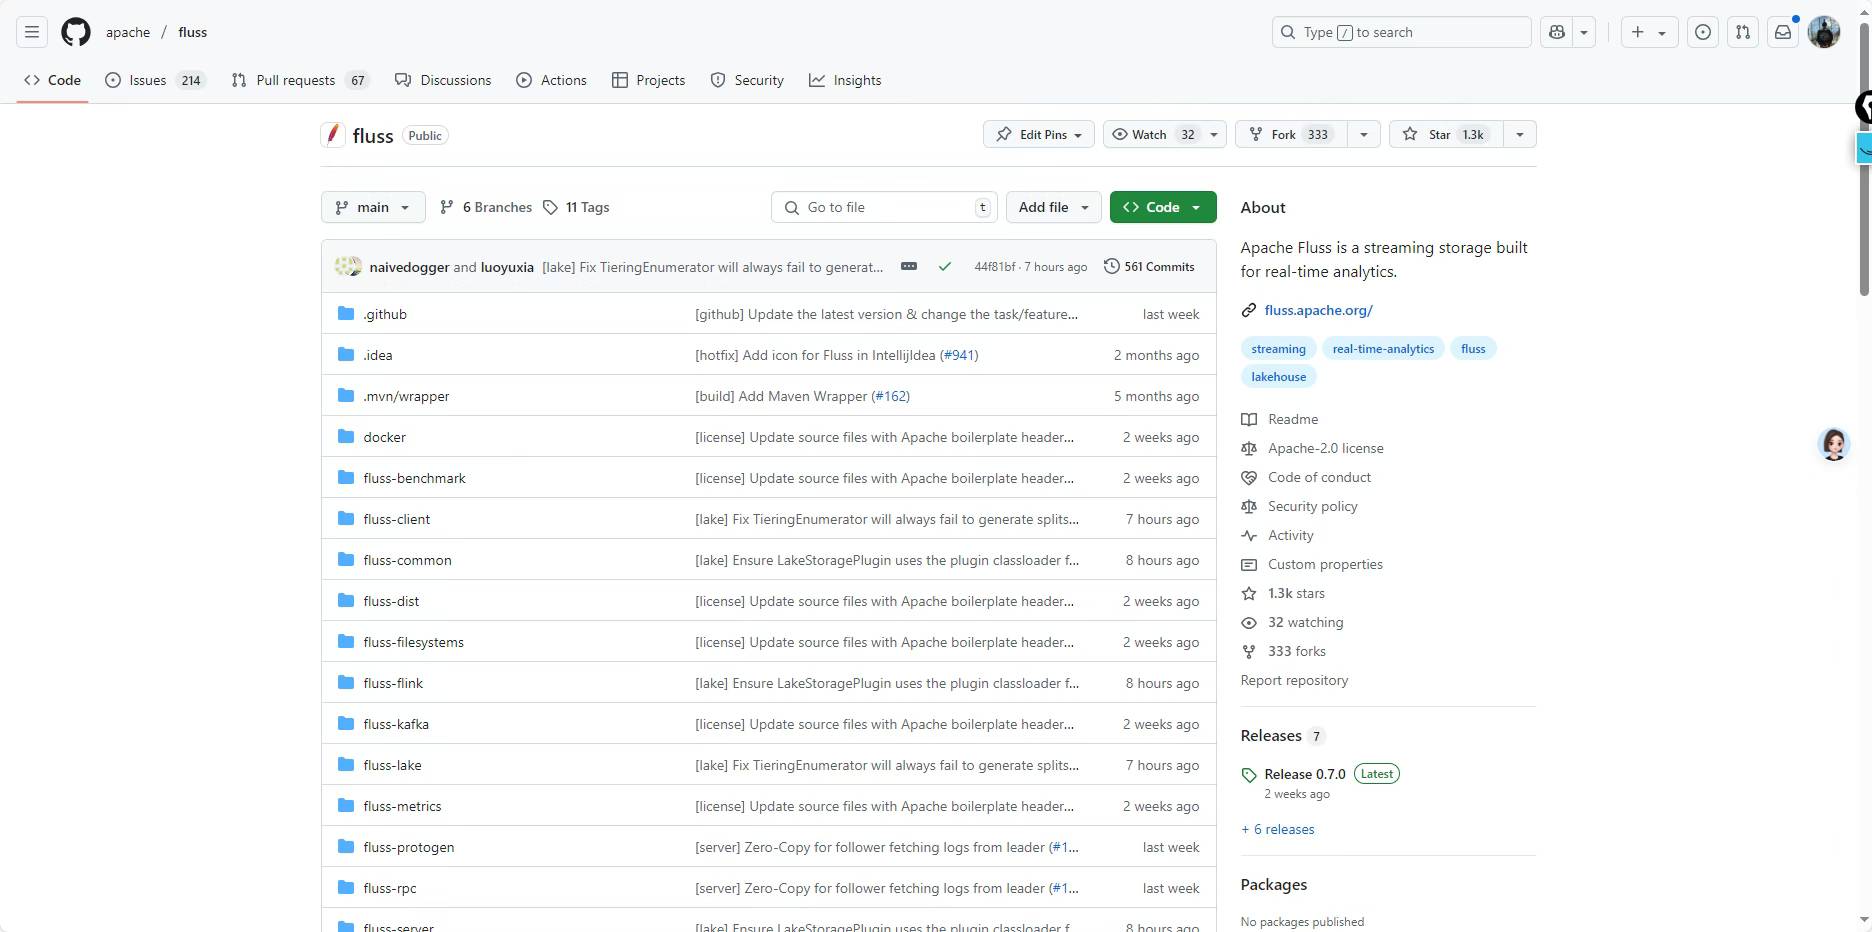 apache / fluss
Type / to search
Code
Issues 214
Pull requests 67
Discussions
Actions
Projects
Security
Insights
fluss Public
Edit Pins
Watch 32
Fork 333
Star 1.3k
main
6 Branches
11 Tags
Go to file t
Add file
Code
naivedogger and luoyuxia [lake] Fix TieringEnumerator will always fail to generat... 44f81bf · 7 hours ago 561 Commits
.github [github] Update the latest version & change the task/feature... last week
.idea [hotfix] Add icon for Fluss in IntellijIdea (#941) 2 months ago
.mvn/wrapper [build] Add Maven Wrapper (#162) 5 months ago
docker [license] Update source files with Apache boilerplate header... 2 weeks ago
fluss-benchmark [license] Update source files with Apache boilerplate header... 2 weeks ago
fluss-client [lake] Fix TieringEnumerator will always fail to generate splits... 7 hours ago
fluss-common [lake] Ensure LakeStoragePlugin uses the plugin classloader f... 8 hours ago
fluss-dist [license] Update source files with Apache boilerplate header... 2 weeks ago
fluss-filesystems [license] Update source files with Apache boilerplate header... 2 weeks ago
fluss-flink [lake] Ensure LakeStoragePlugin uses the plugin classloader f... 8 hours ago
fluss-kafka [license] Update source files with Apache boilerplate header... 2 weeks ago
fluss-lake [lake] Fix TieringEnumerator will always fail to generate splits... 7 hours ago
fluss-metrics [license] Update source files with Apache boilerplate header... 2 weeks ago
fluss-protogen [server] Zero-Copy for follower fetching logs from leader (#1... last week
fluss-rpc [server] Zero-Copy for follower fetching logs from leader (#1... last week
fluss-server [lake] Ensure LakeStoragePlugin uses the plugin classloader f... 8 hours ago
About
Apache Fluss is a streaming storage built
for real-time analytics.
fluss.apache.org/
streaming real-time-analytics fluss
lakehouse
Readme
Apache-2.0 license
Code of conduct
Security policy
Activity
Custom properties
1.3k stars
32 watching
333 forks
Report repository
Releases 7
Release 0.7.0 Latest
2 weeks ago
+ 6 releases
Packages
No packages published